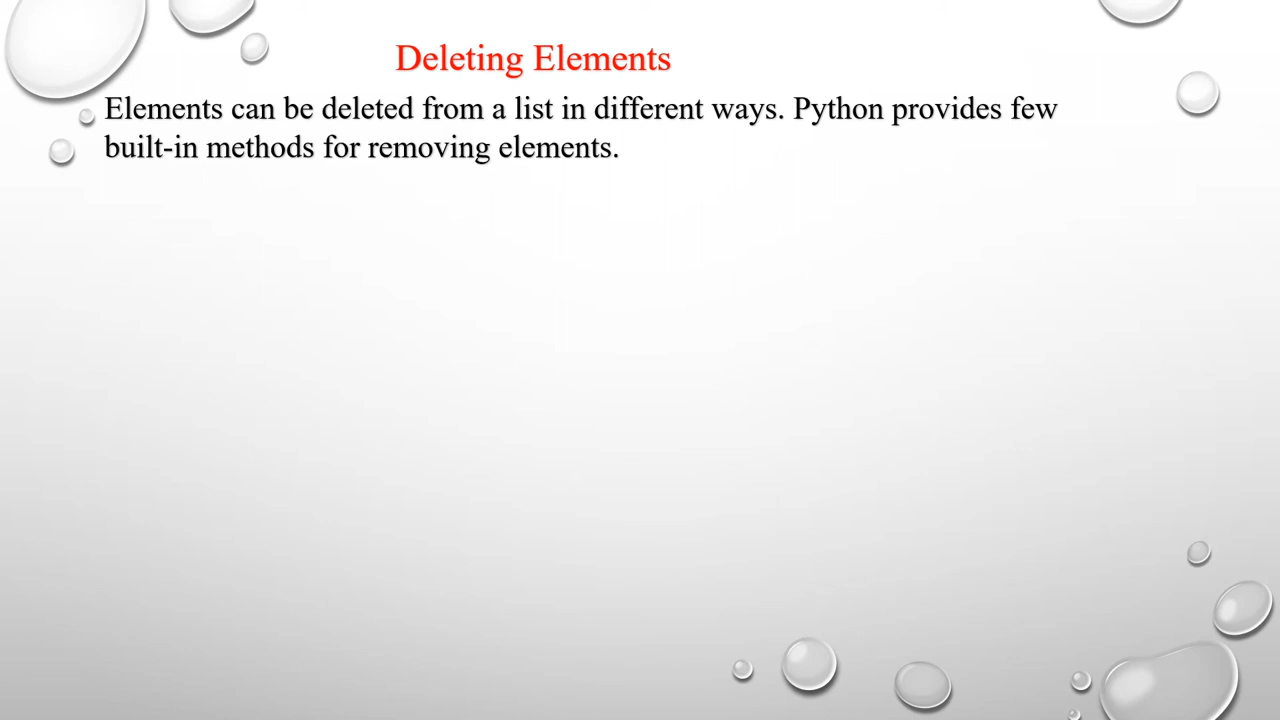 Deleting Elements
Elements can be deleted from a list in different ways. Python provides few
built-in methods for removing elements.